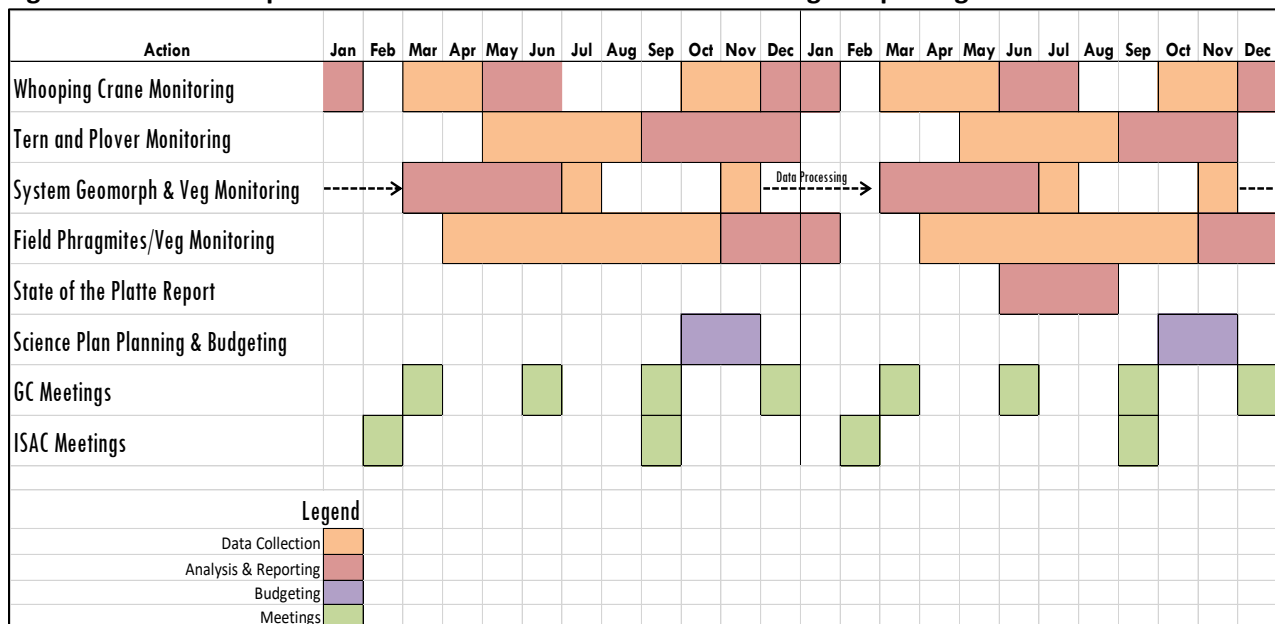 Action Jan Feb Mar Apr May Jun Jul Aug Sep Oct Nov Dec Jan Feb Mar Apr May Jun Jul Aug Sep Oct Nov Dec
Whooping Crane Monitoring
Tern and Plover Monitoring
System Geomorph & Veg Monitoring
Data Processing
Field Phragmites/Veg Monitoring
State of the Platte Report
Science Plan Planning & Budgeting
GC Meetings
ISAC Meetings
Legend
Data Collection
Analysis & Reporting
Budgeting
Meetings